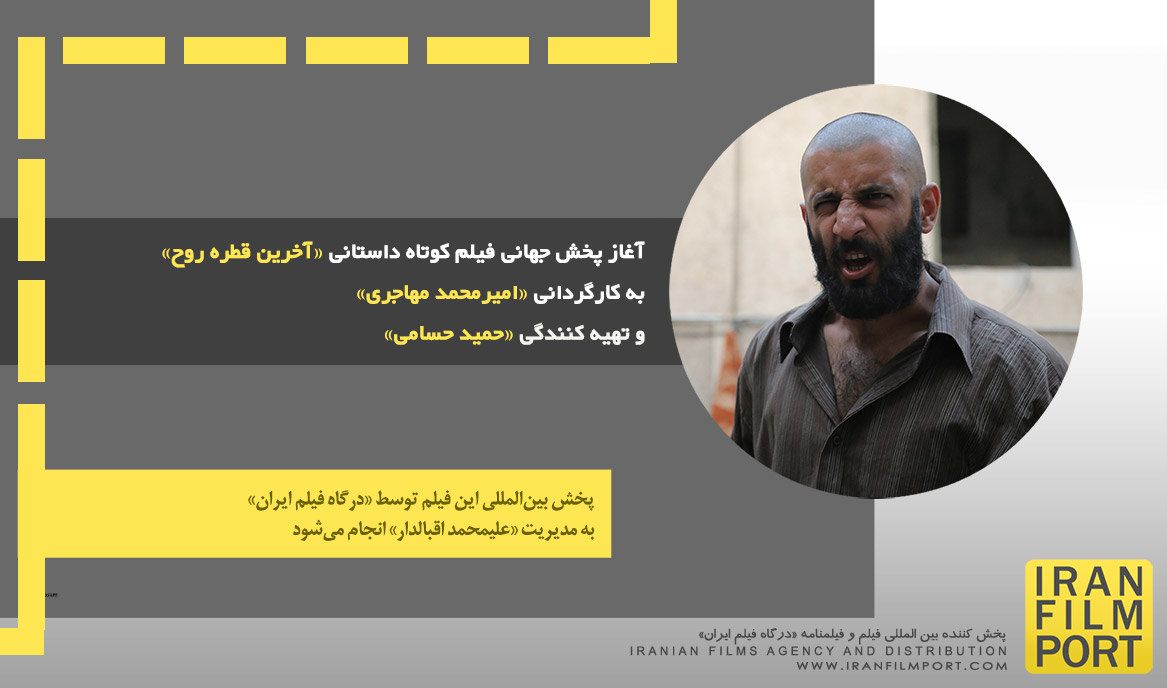 آغاز پخش جهانی فیلم کوتاه داستانی «آخرین قطره روح»
به کارگردانی «امیرمحمد مهاجری»
و تهیه کنندگی «حمید حسامی»
پخش بین‌المللی این فیلم توسط «درگاه فیلم ایران»
به مدیریت «علیمحمد اقبالدار» انجام می‌شود
پخش کننده بین المللی فیلم و فیلمنامه «درگاه فیلم ایران»
IRANIAN FILMS AGENCY AND DISTRIBUTION
WWW.IRANFILMPORT.COM
IRAN
FILM
PORT